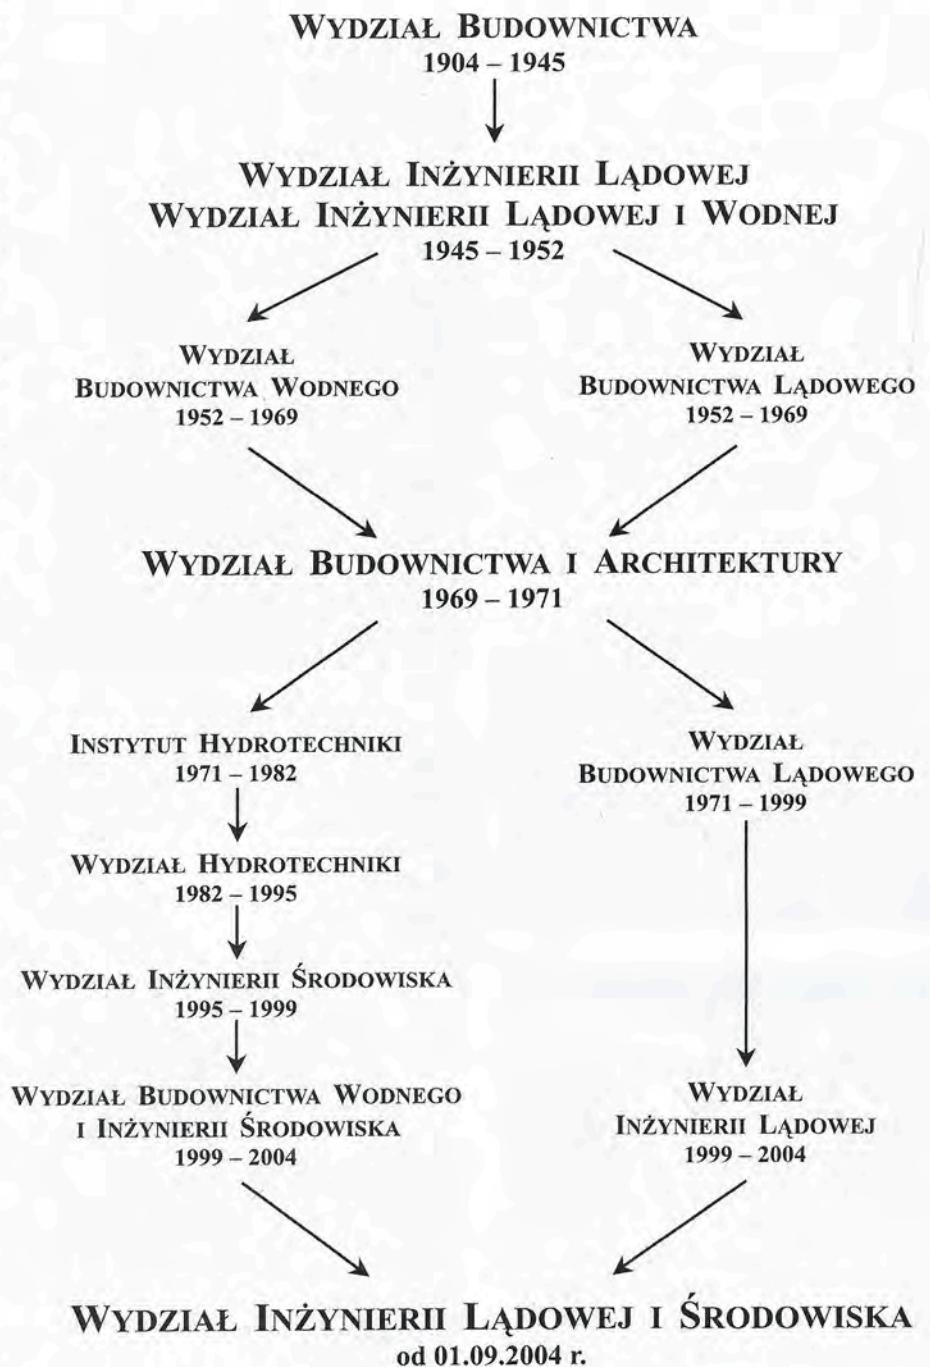 WYDZIAŁ BUDOWNICTWA
1904 – 1945
WYDZIAŁ INŻYNIERII LĄDOWEJ
WYDZIAŁ INŻYNIERII LĄDOWEJ I WODNEJ
1945 – 1952
WYDZIAŁ
BUDOWNICTWA WODNEGO
1952 – 1969
WYDZIAŁ
BUDOWNICTWA LĄDOWEGO
1952 – 1969
WYDZIAŁ BUDOWNICTWA I ARCHITEKTURY
1969 – 1971
INSTYTUT HYDROTECHNIKI
1971 – 1982
WYDZIAŁ HYDROTECHNIKI
1982 – 1995
WYDZIAŁ INŻYNIERII ŚRODOWISKA
1995 – 1999
WYDZIAŁ BUDOWNICTWA WODNEGO
I INŻYNIERII ŚRODOWISKA
1999 – 2004
WYDZIAŁ
BUDOWNICTWA LĄDOWEGO
1971 – 1999
WYDZIAŁ
INŻYNIERII LĄDOWEJ
1999 – 2004
WYDZIAŁ INŻYNIERII LĄDOWEJ I ŚRODOWISKA
od 01.09.2004 r.